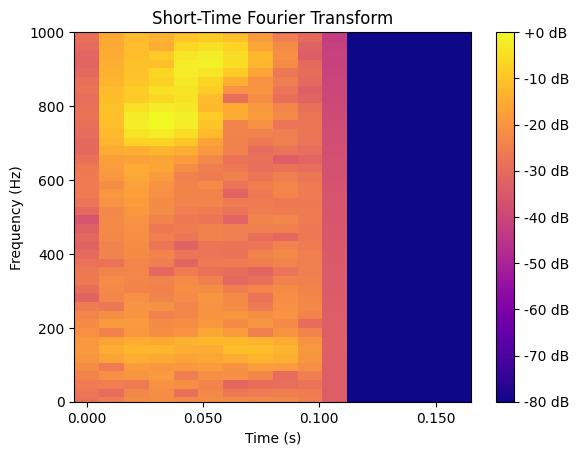 Short-Time Fourier Transform
1000
800
600
400
200
0
Frequency (Hz)
0.000
0.050
0.100
0.150
Time (s)
+0 dB
-10 dB
-20 dB
-30 dB
-40 dB
-50 dB
-60 dB
-70 dB
-80 dB